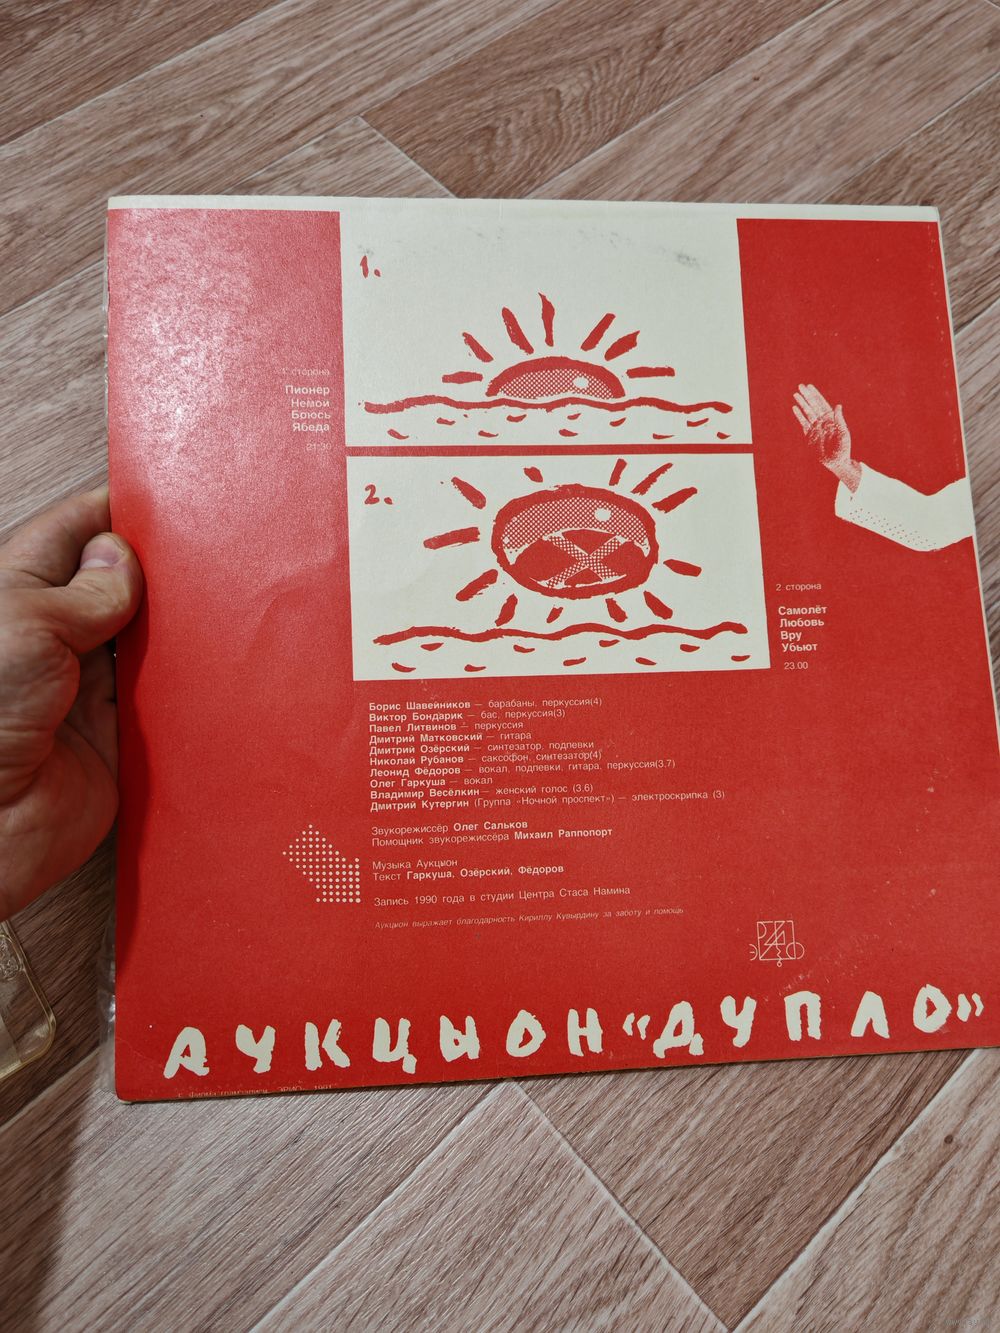 1.
1 сторона
Пионер
Немой
Боюсь
Ябеда
21.30
2.
2 сторона
Самолёт
Любовь
Вру
Убьют
23.00
Борис Шавейников — барабаны, перкуссия(4)
Виктор Бондарик — бас, перкуссия(3)
Павел Литвинов — перкуссия
Дмитрий Матковский — гитара
Дмитрий Озёрский — синтезатор, подпевки
Николай Рубанов — саксофон, синтезатор(4)
Леонид Фёдоров — вокал, подпевки, гитара, перкуссия(3,7)
Олег Гаркуша — вокал
Владимир Весёлкин — женский голос (3,6)
Дмитрий Кутергин (Группа «Ночной проспект») — электроскрипка (3)
Звукорежиссёр Олег Сальков
Помощник звукорежиссёра Михаил Раппопорт
Музыка Аукцыон
Текст Гаркуша, Озёрский, Фёдоров
Запись 1990 года в студии Центра Стаса Намина
Аукцыон выражает благодарность Кириллу Кувырдину за заботу и помощь
АУКЦЫОН «ДУПЛО»